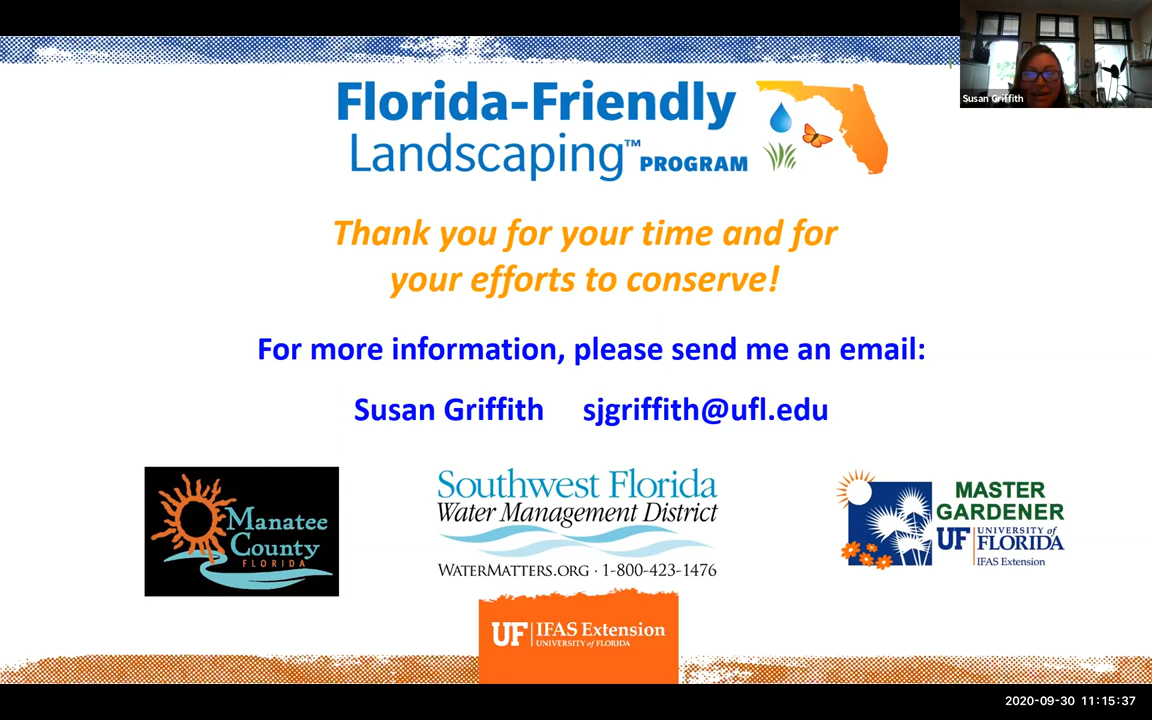 Susan Griffith
Florida-Friendly
Landscaping™ PROGRAM
Thank you for your time and for
your efforts to conserve!
For more information, please send me an email:
Susan Griffith sjgriffith@ufl.edu
Manatee
County
FLORIDA
Southwest Florida
Water Management District
WATERMATTERS.ORG · 1-800-423-1476
MASTER
GARDENER
UF UNIVERSITY of
FLORIDA
IFAS Extension
UF IFAS Extension
UNIVERSITY of FLORIDA
2020-09-30 11:15:37